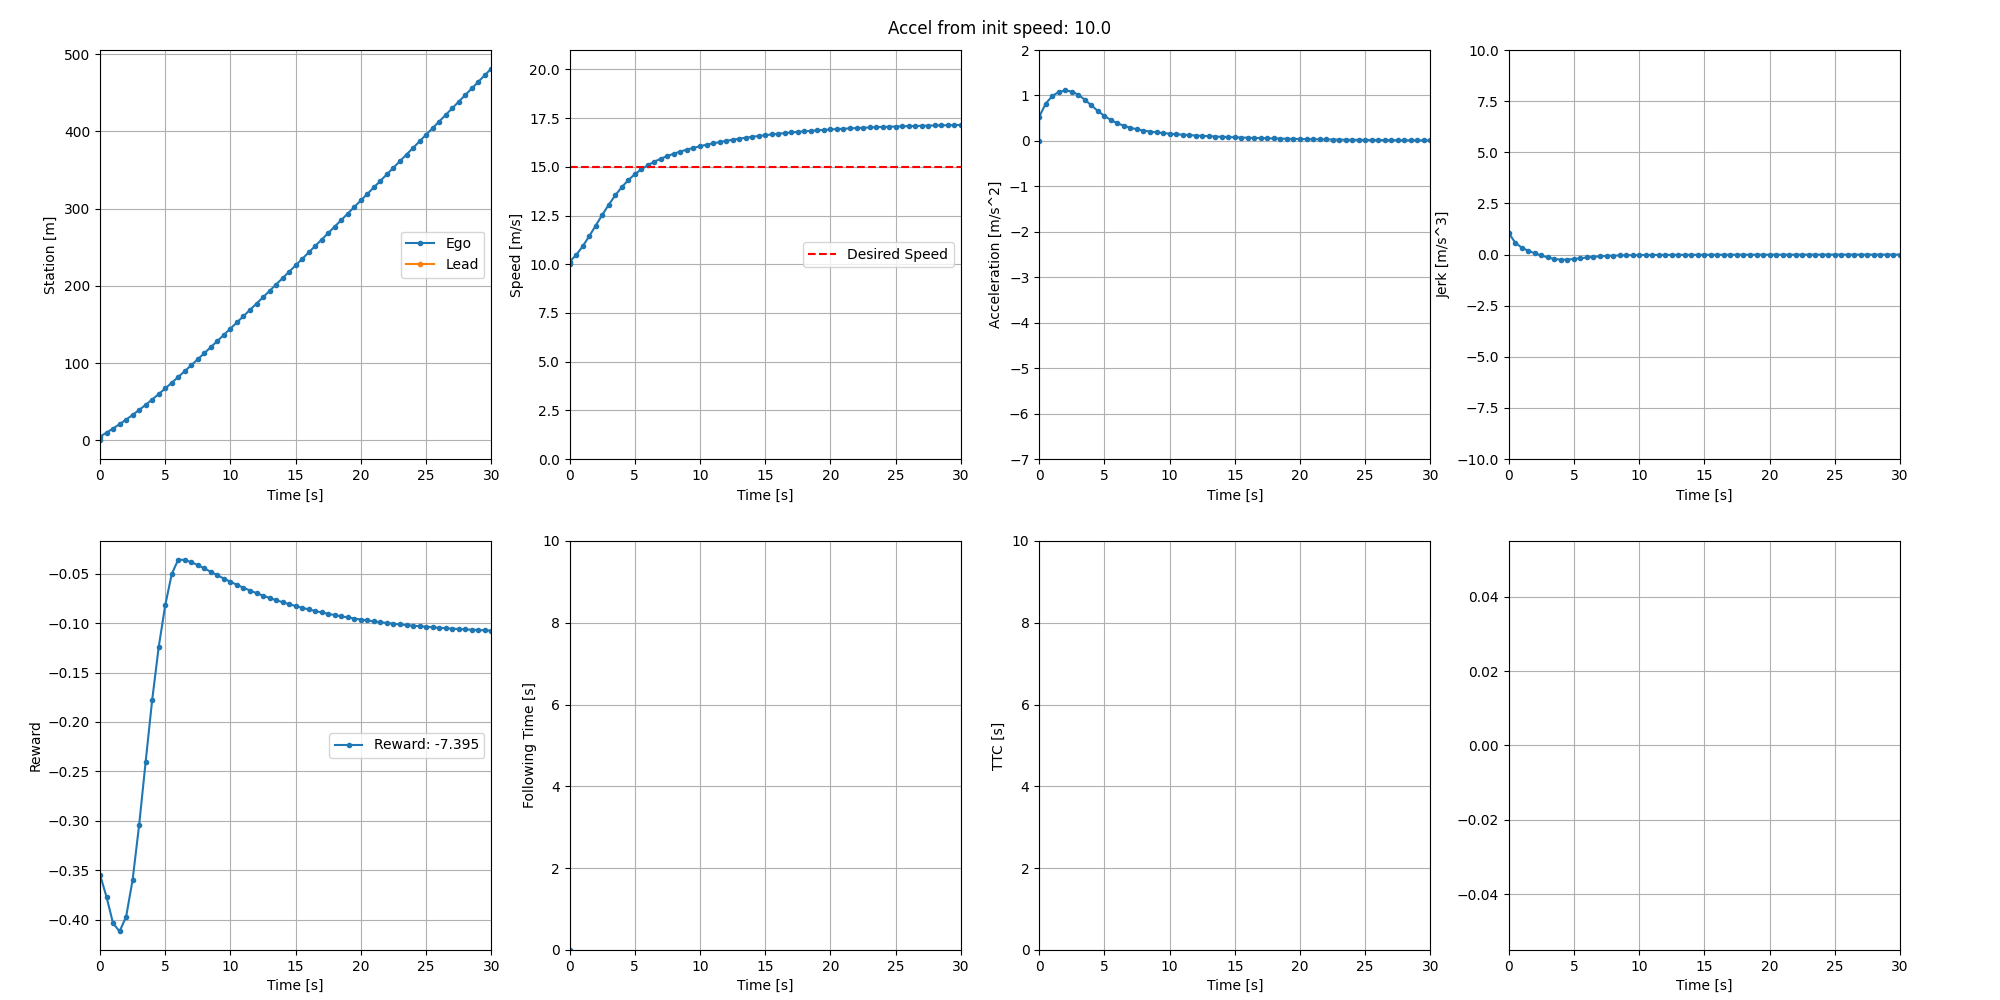 Accel from init speed: 10.0
500
400
300
200
100
0
Station [m]
Ego
Lead
0 5 10 15 20 25 30
Time [s]
20.0
17.5
15.0
12.5
10.0
7.5
5.0
2.5
0.0
Speed [m/s]
Desired Speed
0 5 10 15 20 25 30
Time [s]
2
1
0
−1
−2
−3
−4
−5
−6
−7
Acceleration [m/s^2]
0 5 10 15 20 25 30
Time [s]
10.0
7.5
5.0
2.5
0.0
−2.5
−5.0
−7.5
−10.0
Jerk [m/s^3]
0 5 10 15 20 25 30
Time [s]
−0.05
−0.10
−0.15
−0.20
−0.25
−0.30
−0.35
−0.40
Reward
Reward: -7.395
0 5 10 15 20 25 30
Time [s]
10
8
6
4
2
0
Following Time [s]
0 5 10 15 20 25 30
Time [s]
10
8
6
4
2
0
TTC [s]
0 5 10 15 20 25 30
Time [s]
0.04
0.02
0.00
−0.02
−0.04
0 5 10 15 20 25 30
Time [s]